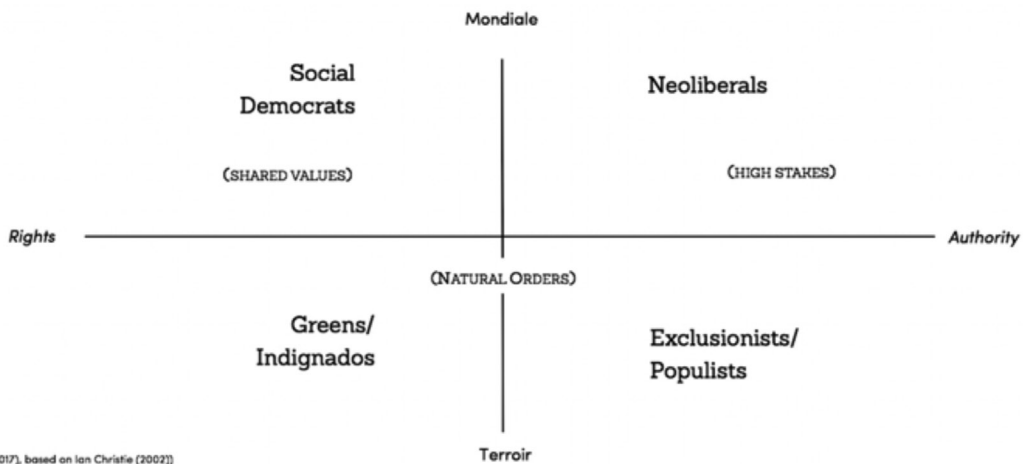 Mondiale
Social
Democrats
Neoliberals
(SHARED VALUES)
(HIGH STAKES)
Rights
Authority
(NATURAL ORDERS)
Greens/
Indignados
Exclusionists/
Populists
Terroir
017), based on Ian Christie (2002))